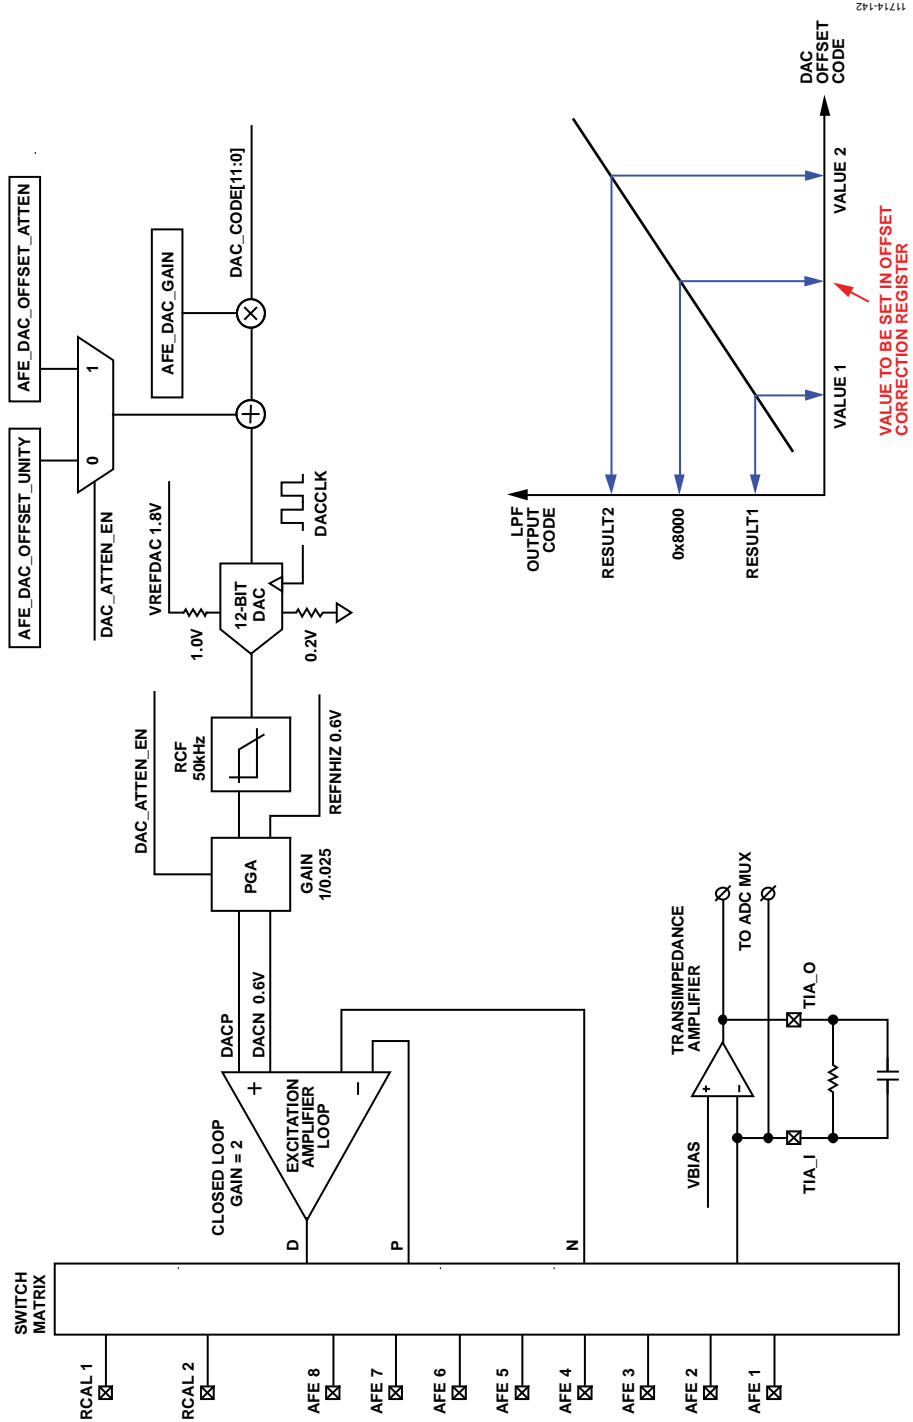 SWITCH
MATRIX
RCAL 1
RCAL 2
AFE 8
AFE 7
AFE 6
AFE 5
AFE 4
AFE 3
AFE 2
AFE 1
D
P
N
CLOSED LOOP
GAIN = 2
+
EXCITATION
AMPLIFIER
LOOP
–
DACP
DACN 0.6V
DAC_ATTEN_EN
PGA
GAIN
1/0.025
RCF
50kHz
REFNHIZ 0.6V
VREFDAC 1.8V
1.0V
12-BIT
DAC
0.2V
DACCLK
AFE_DAC_OFFSET_UNITY
AFE_DAC_OFFSET_ATTEN
0
1
DAC_ATTEN_EN
+
×
AFE_DAC_GAIN
DAC_CODE[11:0]
TRANSIMPEDANCE
AMPLIFIER
VBIAS
+
–
TIA_I
TIA_O
TO ADC MUX
LPF
OUTPUT
CODE
RESULT2
0x8000
RESULT1
VALUE 1
VALUE 2
DAC
OFFSET
CODE
VALUE TO BE SET IN OFFSET
CORRECTION REGISTER
11714-142